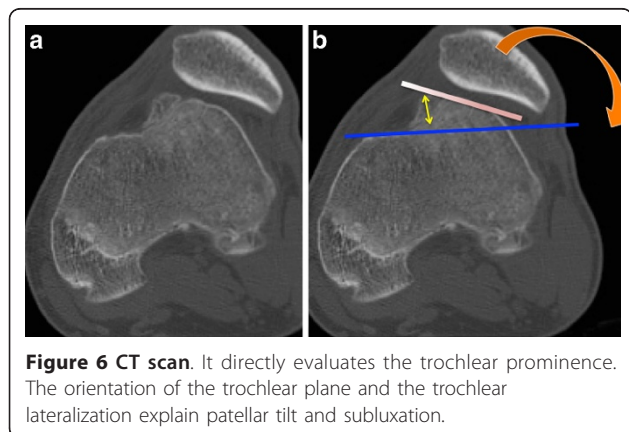 a
b
Figure 6 CT scan. It directly evaluates the trochlear prominence.
The orientation of the trochlear plane and the trochlear
lateralization explain patellar tilt and subluxation.